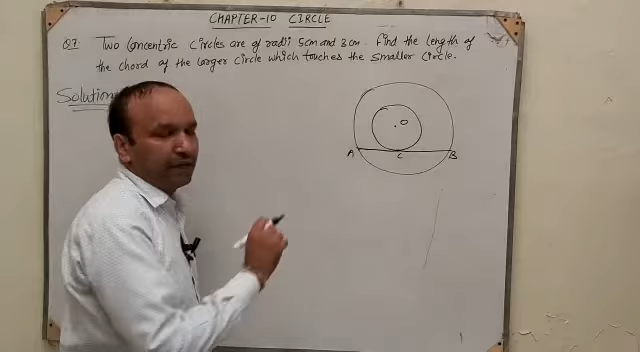 CHAPTER-10 CIRCLE
Q7 Two Concentric Circles are of radii 5cm and 3cm. Find the length of
the chord of the larger circle which touches the smaller circle.
Solution
O
A C B